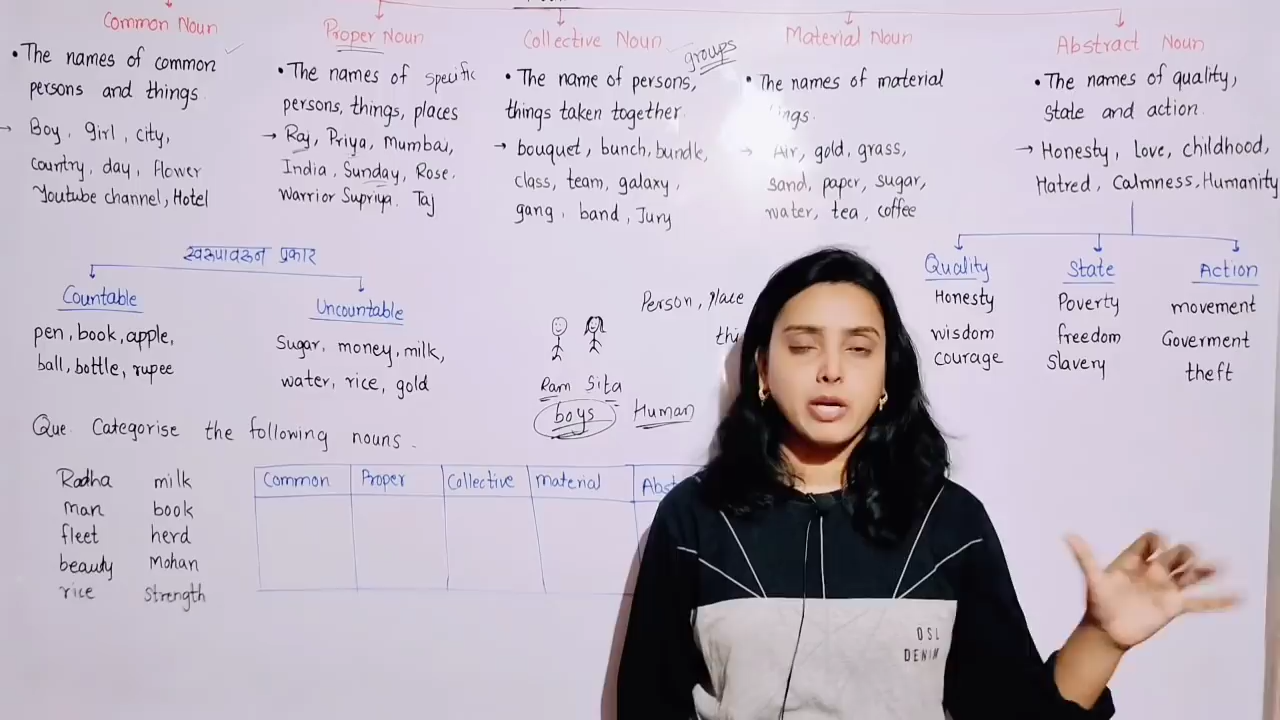 Common Noun
• The names of common
persons and things.
→ Boy, girl, city,
country, day, flower
Youtube channel, Hotel
Proper Noun
• The names of specific
persons, things, places
→ Raj, Priya, Mumbai,
India, Sunday, Rose.
Warrior Supriya. Taj
Collective Noun
groups
• The name of persons,
things taken together.
→ bouquet, bunch, bundle,
class, team, galaxy,
gang, band, Jury
Material Noun
• The names of material
→ Air, gold, grass,
sand, paper, sugar,
water, tea, coffee
Abstract Noun
• The names of quality,
State and action.
→ Honesty, Love, childhood,
Hatred, Calmness, Humanity
Quality
Honesty
wisdom
courage
State
Poverty
freedom
Slavery
Action
movement
Goverment
theft
स्वरूपावरून प्रकार
Countable
pen, book, apple,
ball, bottle, rupee
Uncountable
Sugar, money, milk,
water, rice, gold
Person, place
Ram Sita
boys Human
Que. Categorise the following nouns.
Radha milk
man book
fleet herd
beauty Mohan
rice strength
Common Proper Collective material
OSL
DENIM